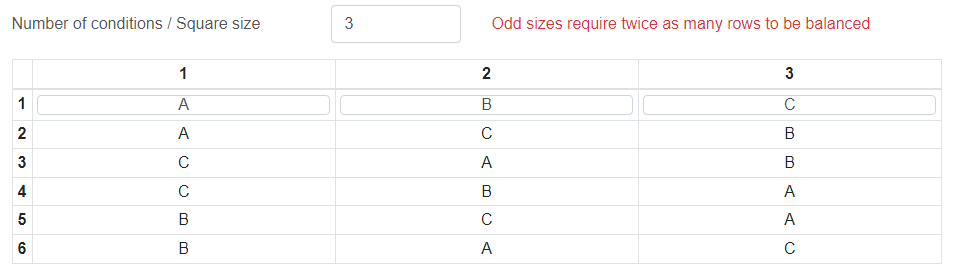 Number of conditions / Square size 3 Odd sizes require twice as many rows to be balanced
1 2 3
1 A B C
2 A C B
3 C A B
4 C B A
5 B C A
6 B A C